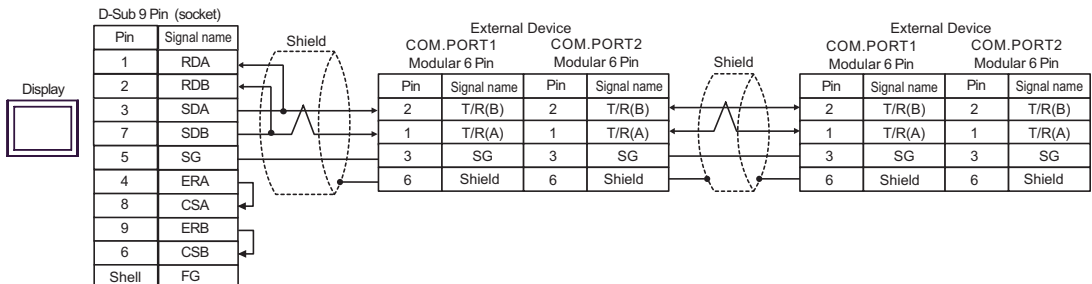 D-Sub 9 Pin (socket)
Pin Signal name
1 RDA
2 RDB
3 SDA
7 SDB
5 SG
4 ERA
8 CSA
9 ERB
6 CSB
Shell FG
Display
Shield
External Device
COM.PORT1 COM.PORT2
Modular 6 Pin Modular 6 Pin
Pin Signal name Pin Signal name
2 T/R(B) 2 T/R(B)
1 T/R(A) 1 T/R(A)
3 SG 3 SG
6 Shield 6 Shield
Shield
External Device
COM.PORT1 COM.PORT2
Modular 6 Pin Modular 6 Pin
Pin Signal name Pin Signal name
2 T/R(B) 2 T/R(B)
1 T/R(A) 1 T/R(A)
3 SG 3 SG
6 Shield 6 Shield